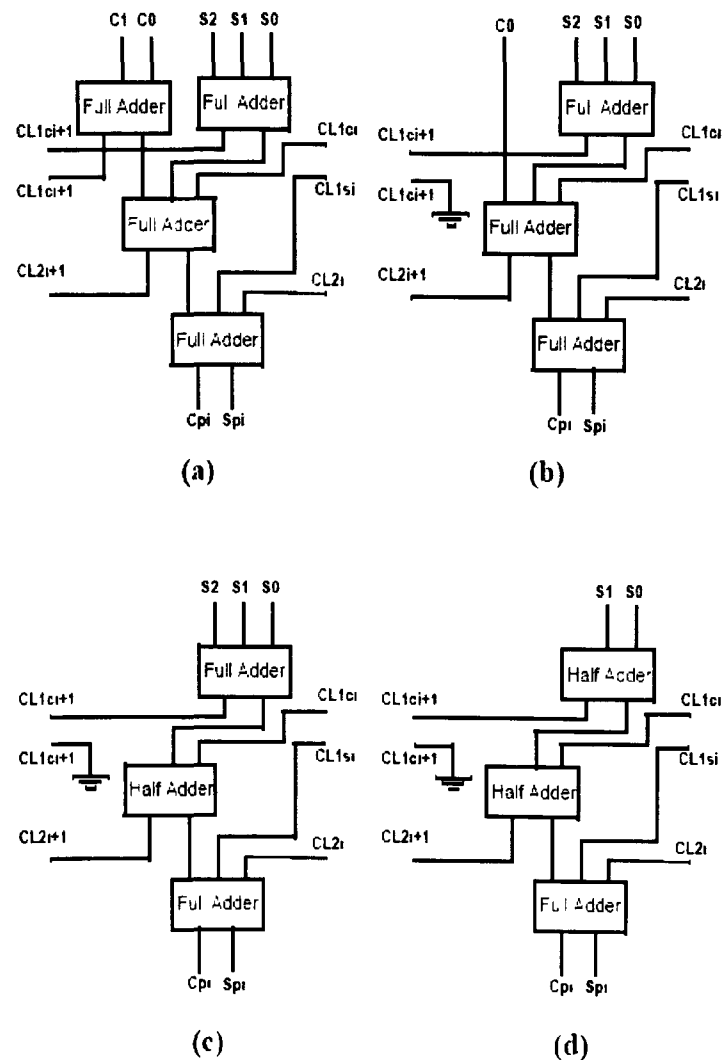 C1 C0 S2 S1 S0
Full Adder Full Adder
CL1ci+1 CL1ci
CL1ci+1 CL1si
Full Adder
CL2i+1 CL2i
Full Adder
Cpi Spi
(a)
C0 S2 S1 S0
Full Adder
CL1ci+1 CL1ci
CL1ci+1 CL1si
Full Adder
CL2i+1 CL2i
Full Adder
Cpi Spi
(b)
S2 S1 S0
Full Adder
CL1ci+1 CL1ci
CL1ci+1 CL1si
Half Adder
CL2i+1 CL2i
Full Adder
Cpi Spi
(c)
S1 S0
Half Adder
CL1ci+1 CL1ci
CL1ci+1 CL1si
Half Adder
CL2i+1 CL2i
Full Adder
Cpi Spi
(d)